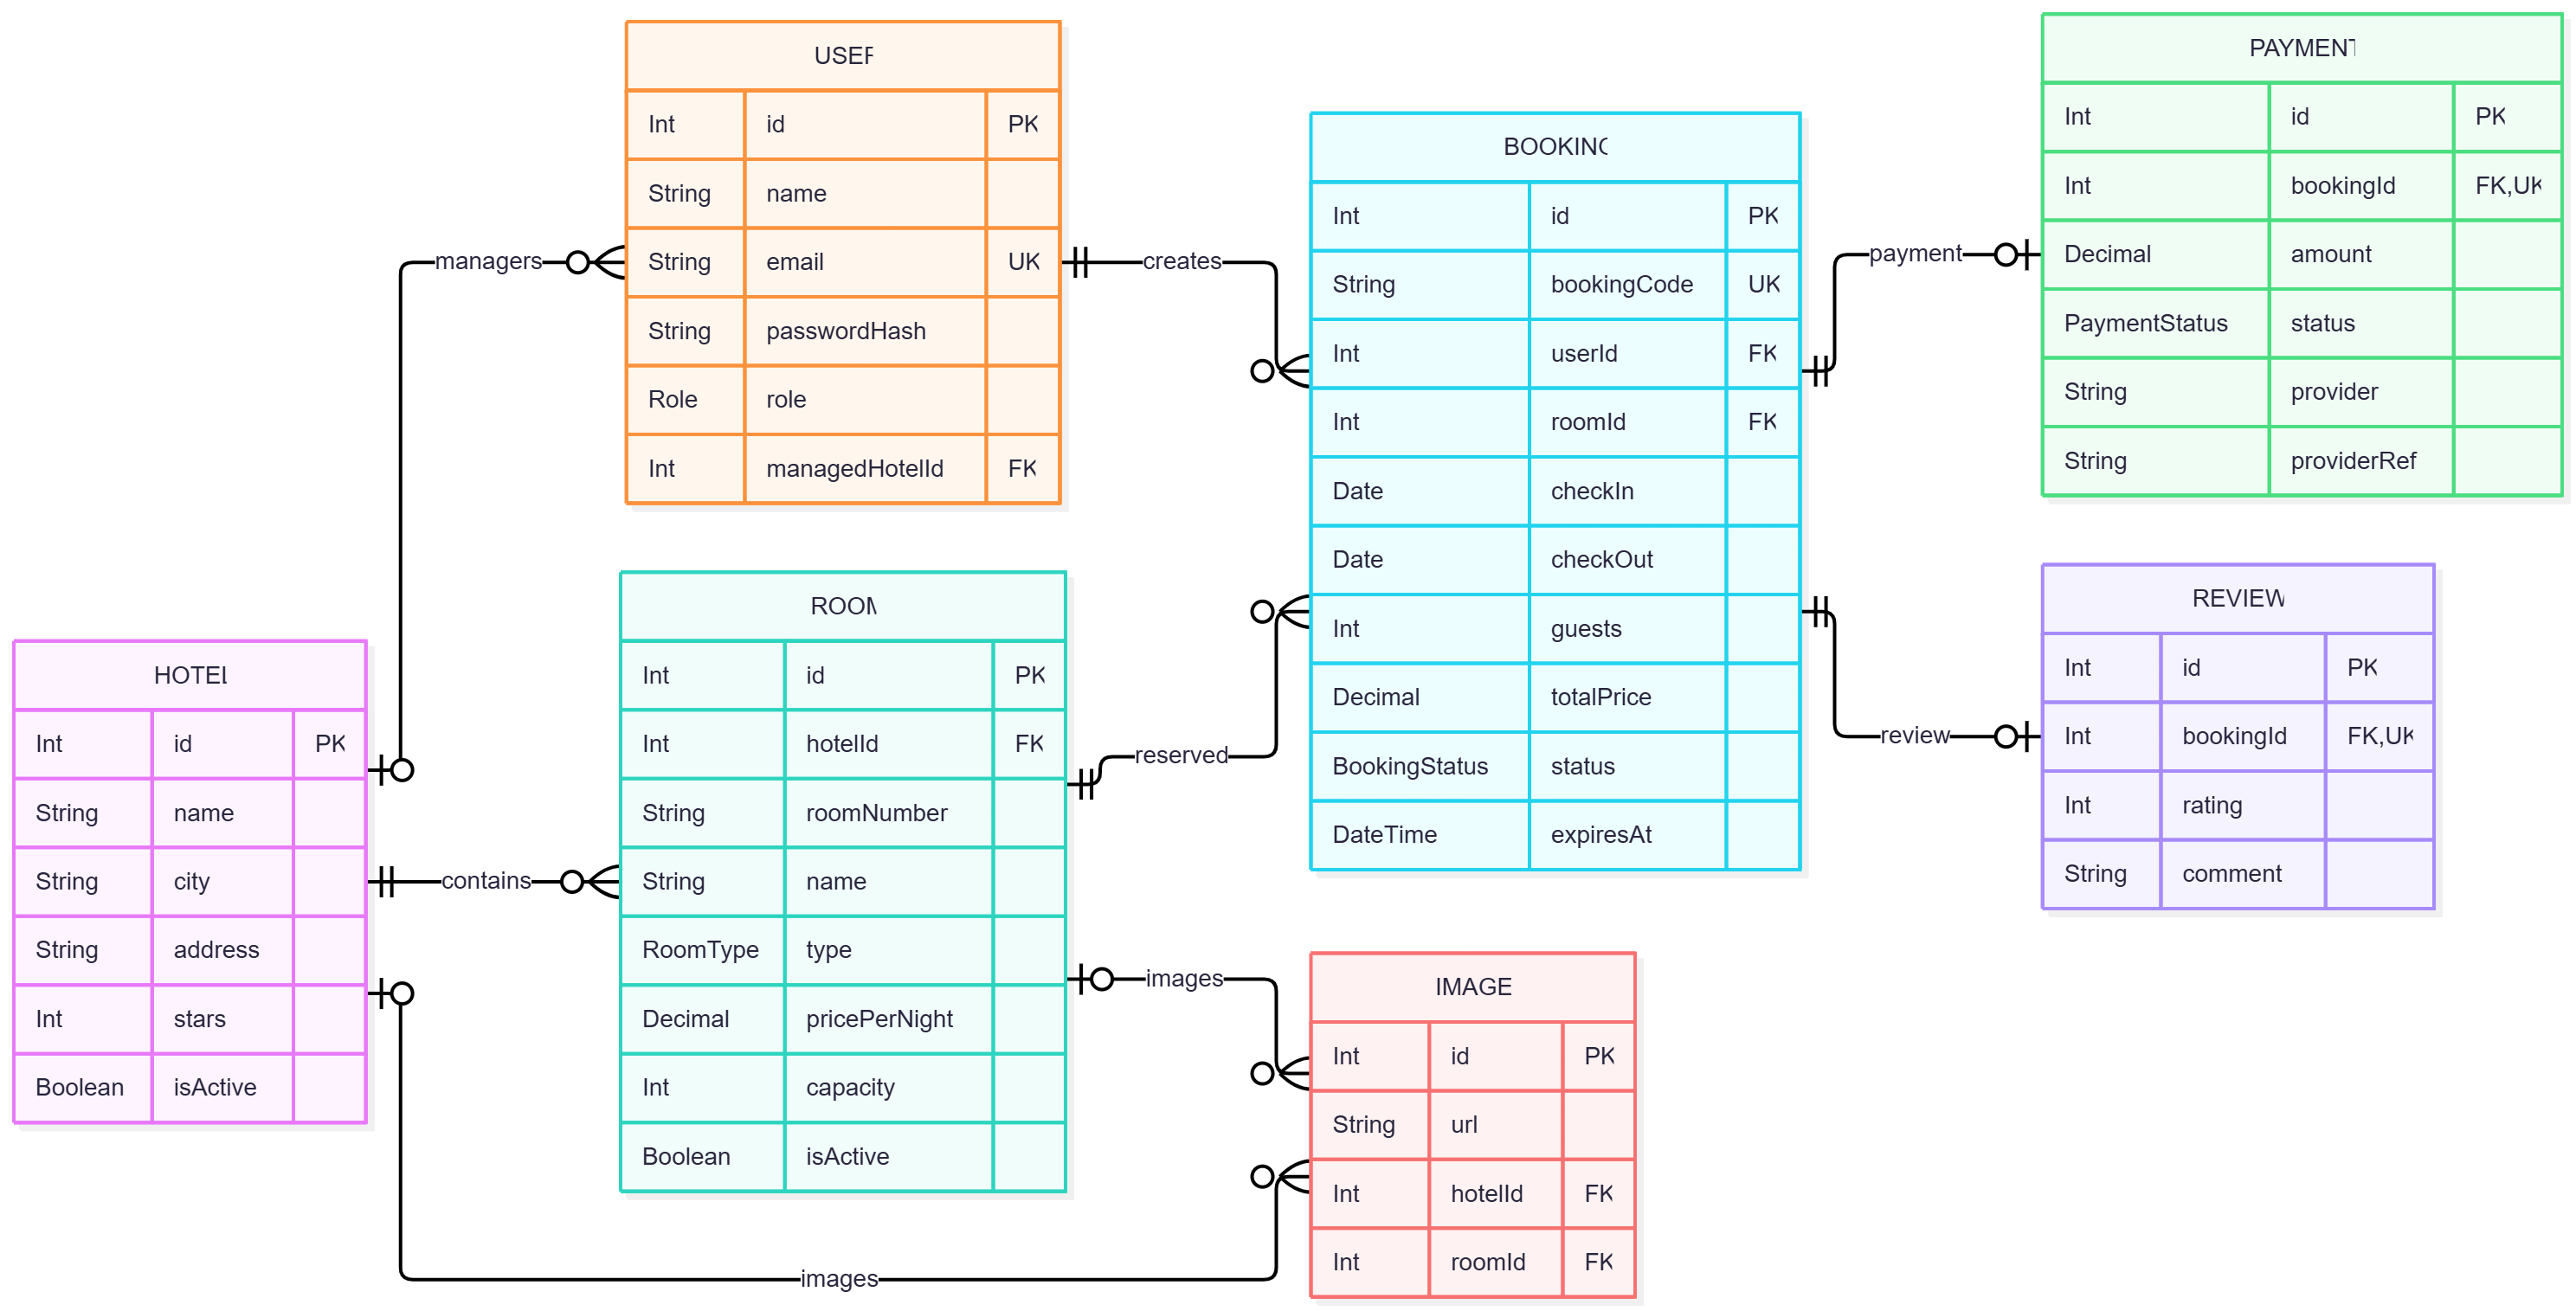 USER
Int id PK
String name
String email UK
String passwordHash
Role role
Int managedHotelId FK
managers
creates
HOTEL
Int id PK
String name
String city
String address
Int stars
Boolean isActive
contains
ROOM
Int id PK
Int hotelId FK
String roomNumber
String name
RoomType type
Decimal pricePerNight
Int capacity
Boolean isActive
reserved
images
images
BOOKING
Int id PK
String bookingCode UK
Int userId FK
Int roomId FK
Date checkIn
Date checkOut
Int guests
Decimal totalPrice
BookingStatus status
DateTime expiresAt
payment
review
IMAGE
Int id PK
String url
Int hotelId FK
Int roomId FK
PAYMENT
Int id PK
Int bookingId FK,UK
Decimal amount
PaymentStatus status
String provider
String providerRef
REVIEW
Int id PK
Int bookingId FK,UK
Int rating
String comment